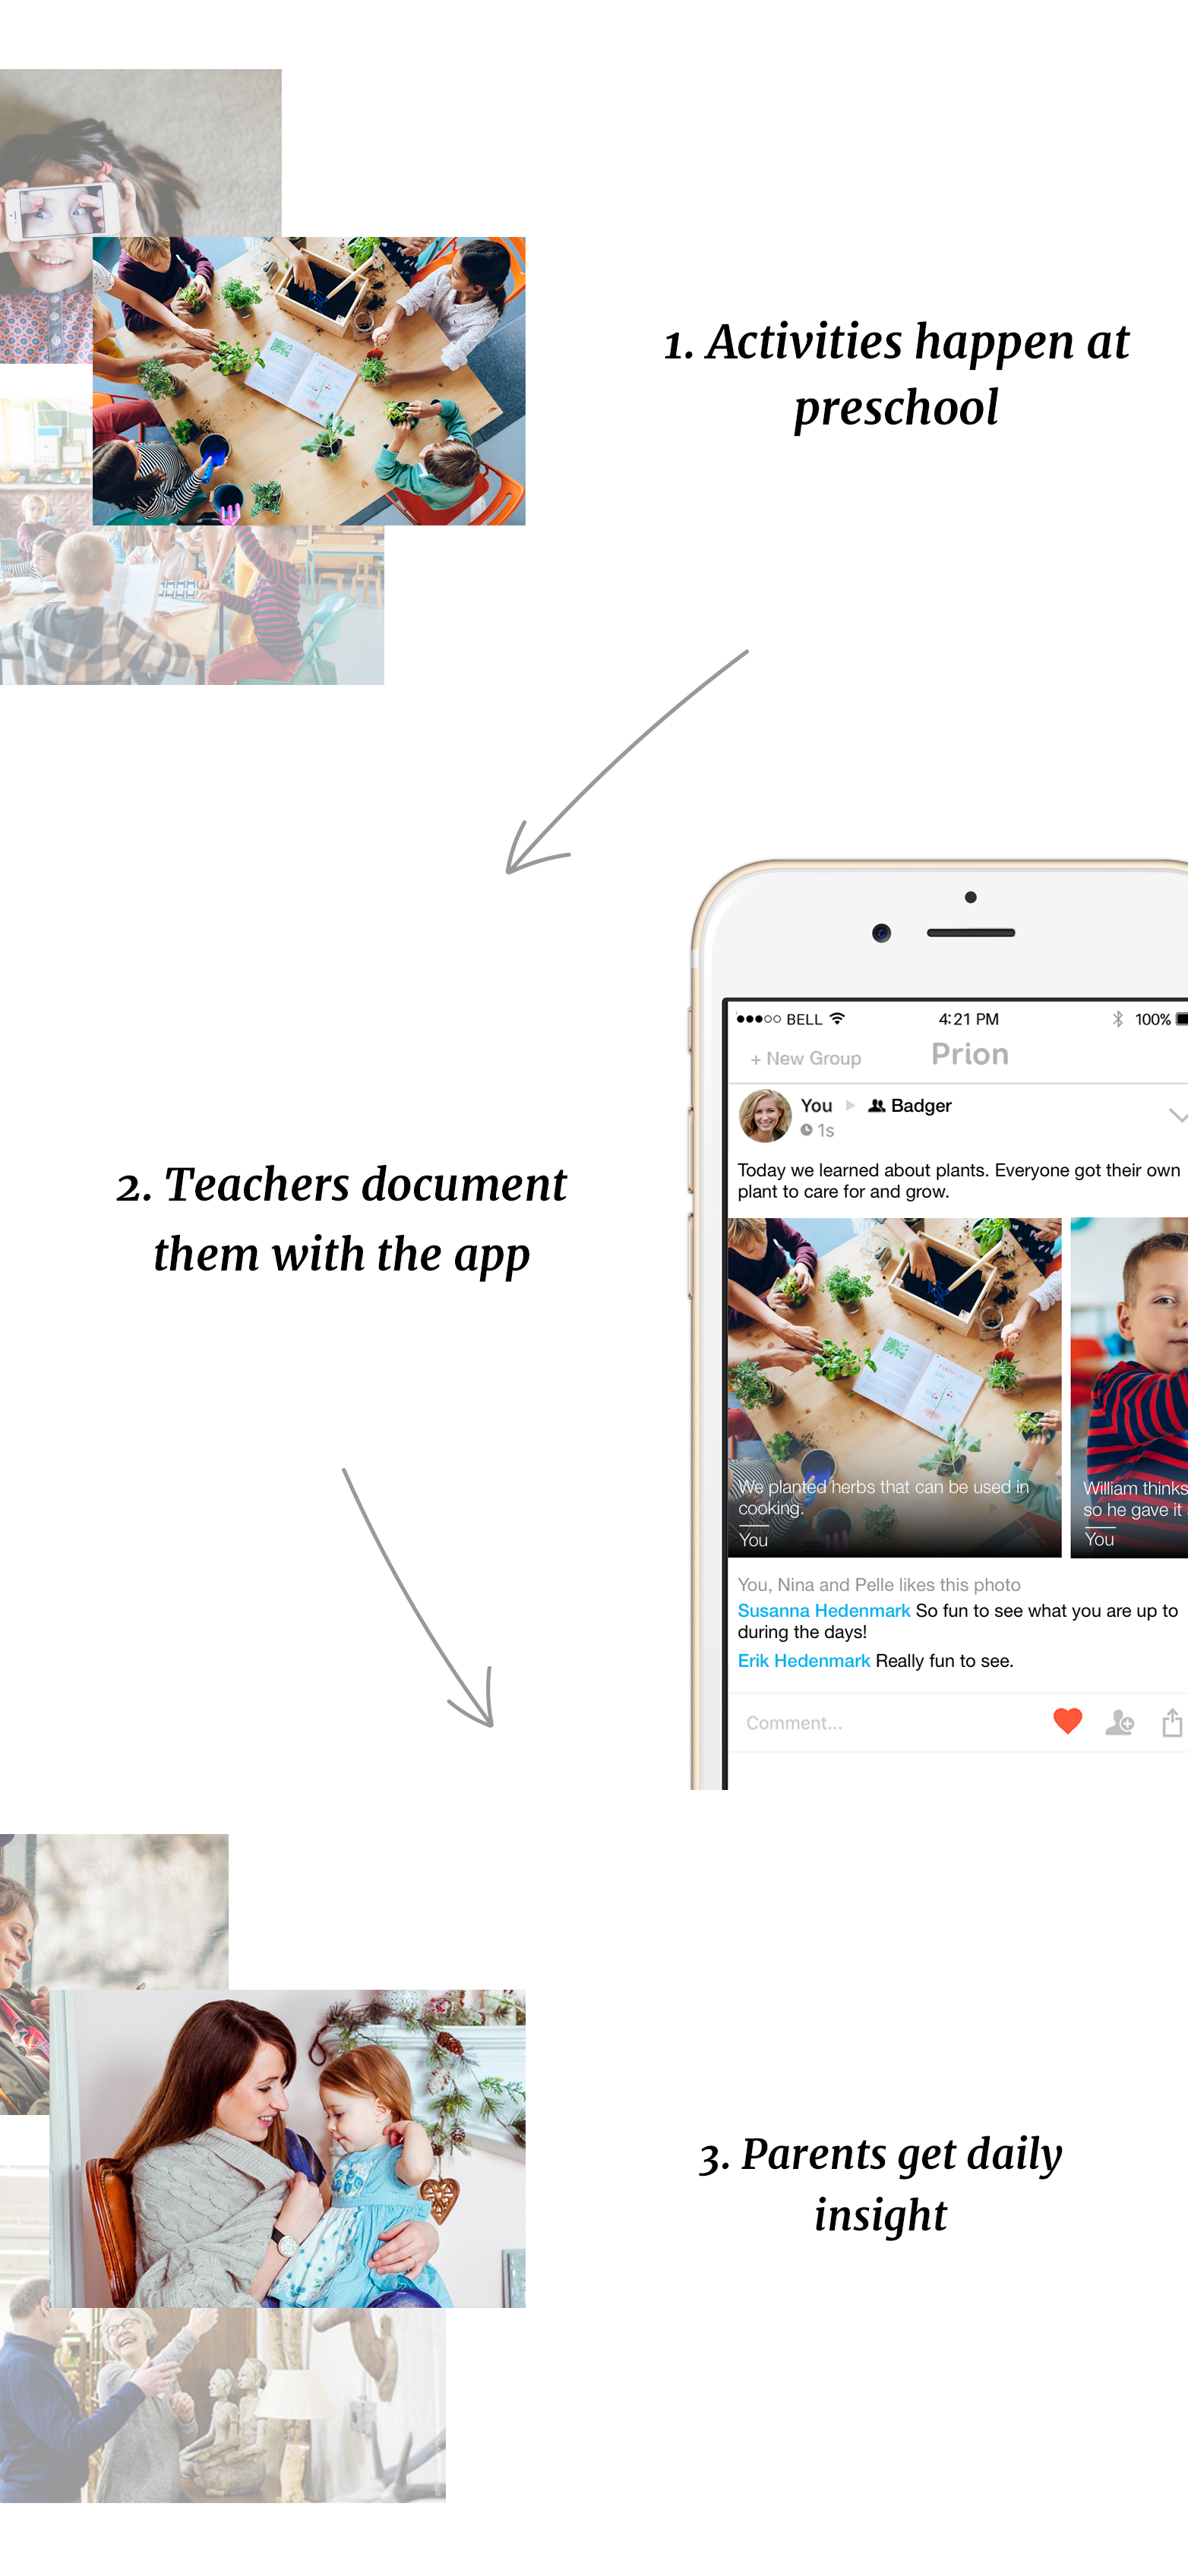 1. Activities happen at
preschool
●●●○○ BELL 4:21 PM 100%
+ New Group Prion
You ▶ Badger
1s
Today we learned about plants. Everyone got their own
plant to care for and grow.
We planted herbs that can be used in
cooking.
You
William thinks
so he gave it
You
You, Nina and Pelle likes this photo
Susanna Hedenmark So fun to see what you are up to
during the days!
Erik Hedenmark Really fun to see.
Comment...
2. Teachers document
them with the app
3. Parents get daily
insight